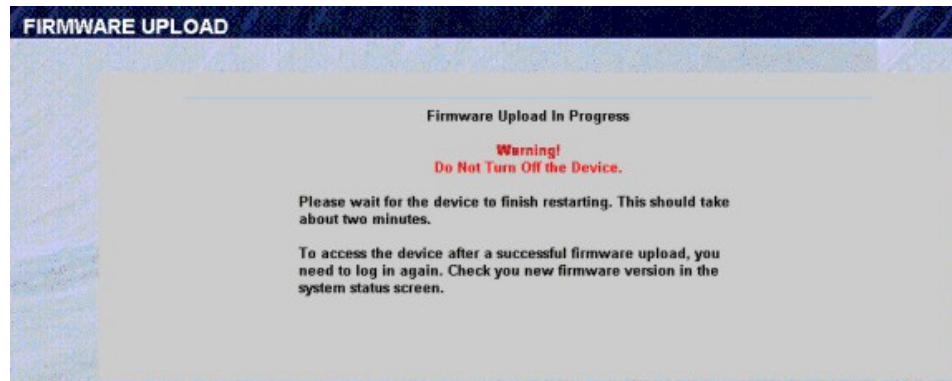 FIRMWARE UPLOAD
Firmware Upload In Progress
Warning!
Do Not Turn Off the Device.
Please wait for the device to finish restarting. This should take
about two minutes.
To access the device after a successful firmware upload, you
need to log in again. Check you new firmware version in the
system status screen.